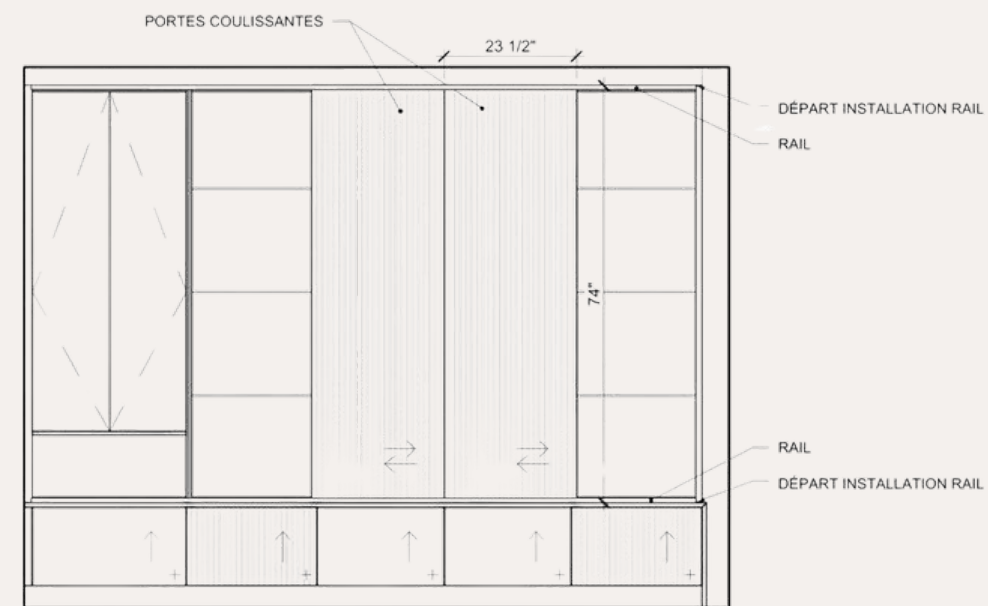 PORTES COULISSANTES
23 1/2"
DÉPART INSTALLATION RAIL
RAIL
74"
RAIL
DÉPART INSTALLATION RAIL